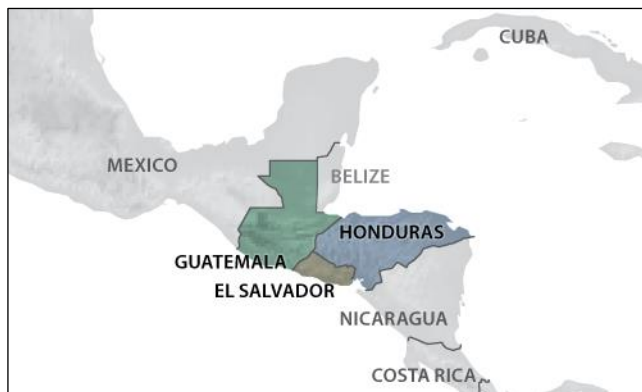 CUBA
MEXICO
BELIZE
HONDURAS
GUATEMALA
EL SALVADOR
NICARAGUA
COSTA RICA